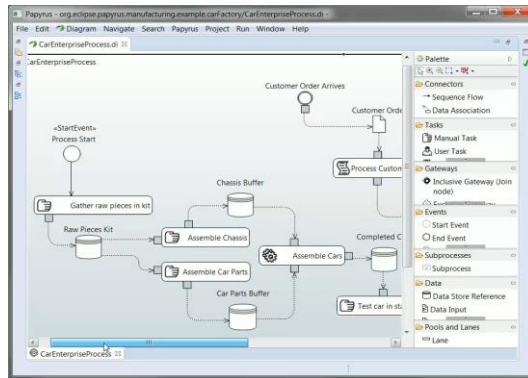 Papyrus - org.eclipse.papyrus.manufacturing.example.carFactory/CarEnterpriseProcess.di -
File Edit Diagram Navigate Search Papyrus Project Run Window Help
CarEnterpriseProcess.di
CarEnterpriseProcess
Customer Order Arrives
Customer Orde
«StartEvent»
Process Start
Process Custom
Chassis Buffer
Gather raw pieces in kit
Raw Pieces Kit
Assemble Chassis
Completed C
Assemble Cars
Assemble Car Parts
Car Parts Buffer
Test car in sta
Palette
Connectors
Sequence Flow
Data Association
Tasks
Manual Task
User Task
Gateways
Inclusive Gateway (Join
node)
Events
Start Event
End Event
Subprocesses
Subprocess
Data
Data Store Reference
Data Input
Pools and Lanes
Lane
CarEnterpriseProcess